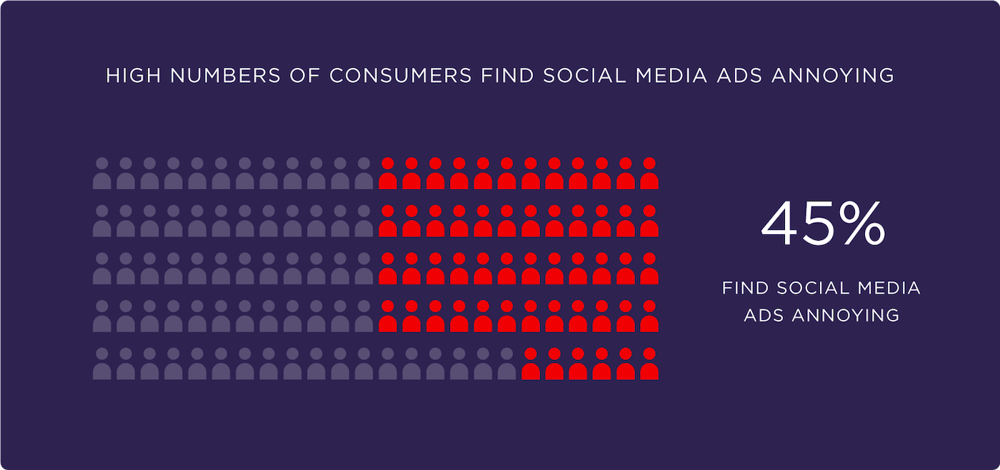 HIGH NUMBERS OF CONSUMERS FIND SOCIAL MEDIA ADS ANNOYING
45%
FIND SOCIAL MEDIA
ADS ANNOYING